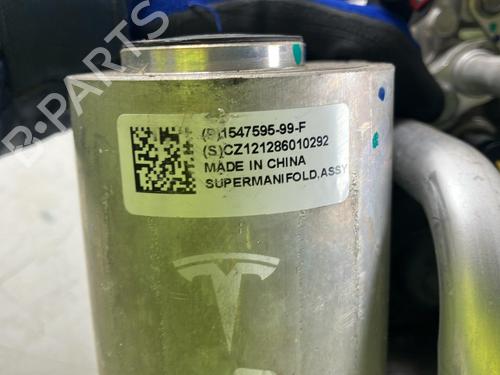 (P)1547595-99-F
(S)CZ121286010292
MADE IN CHINA
SUPERMANIFOLD,ASSY
B-PARTS